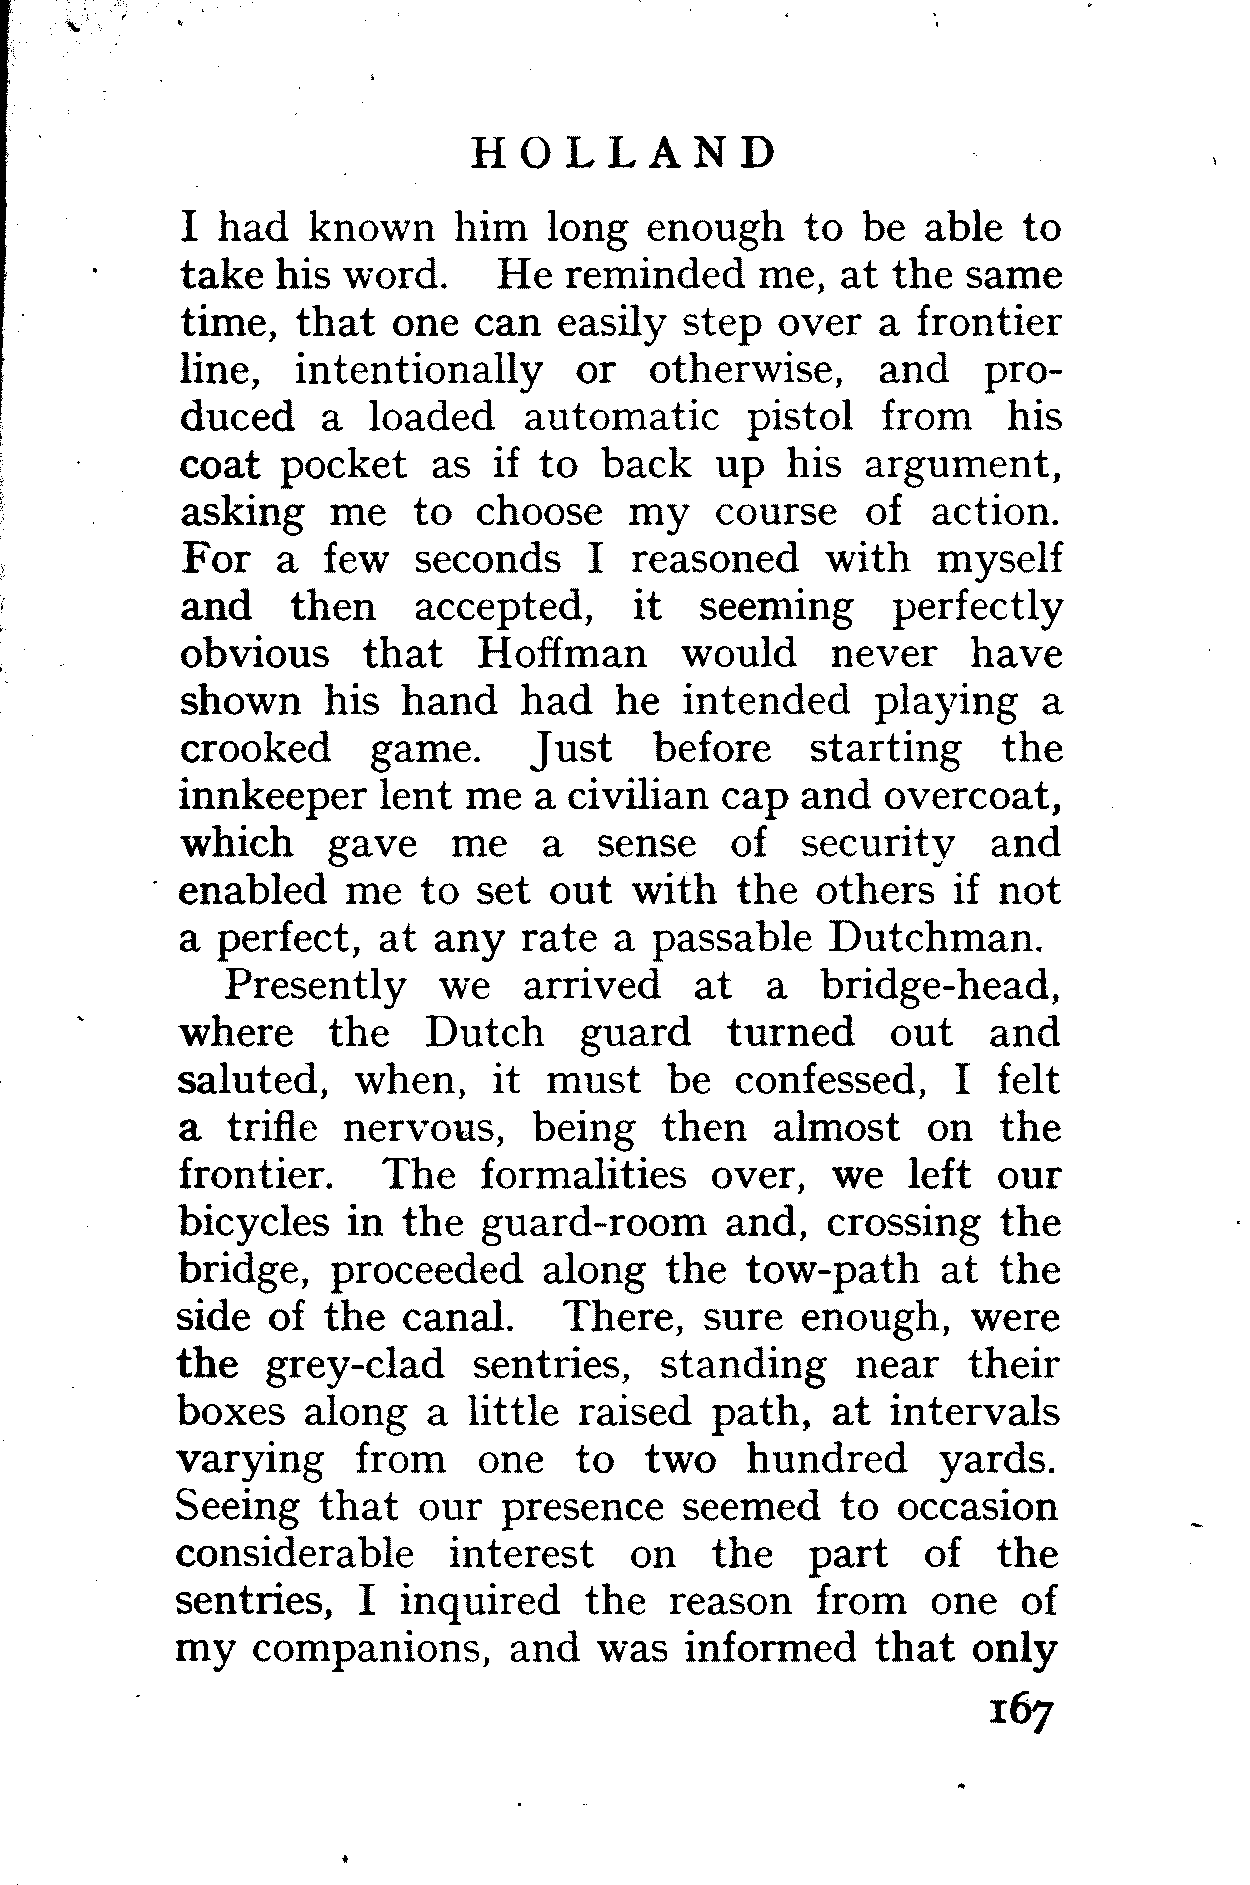 HOLLAND
I had known him long enough to be able to
take his word. He reminded me, at the same
time, that one can easily step over a frontier
line, intentionally or otherwise, and pro-
duced a loaded automatic pistol from his
coat pocket as if to back up his argument,
asking me to choose my course of action.
For a few seconds I reasoned with myself
and then accepted, it seeming perfectly
obvious that Hoffman would never have
shown his hand had he intended playing a
crooked game. Just before starting the
innkeeper lent me a civilian cap and overcoat,
which gave me a sense of security and
enabled me to set out with the others if not
a perfect, at any rate a passable Dutchman.
Presently we arrived at a bridge-head,
where the Dutch guard turned out and
saluted, when, it must be confessed, I felt
a trifle nervous, being then almost on the
frontier. The formalities over, we left our
bicycles in the guard-room and, crossing the
bridge, proceeded along the tow-path at the
side of the canal. There, sure enough, were
the grey-clad sentries, standing near their
boxes along a little raised path, at intervals
varying from one to two hundred yards.
Seeing that our presence seemed to occasion
considerable interest on the part of the
sentries, I inquired the reason from one of
my companions, and was informed that only
167